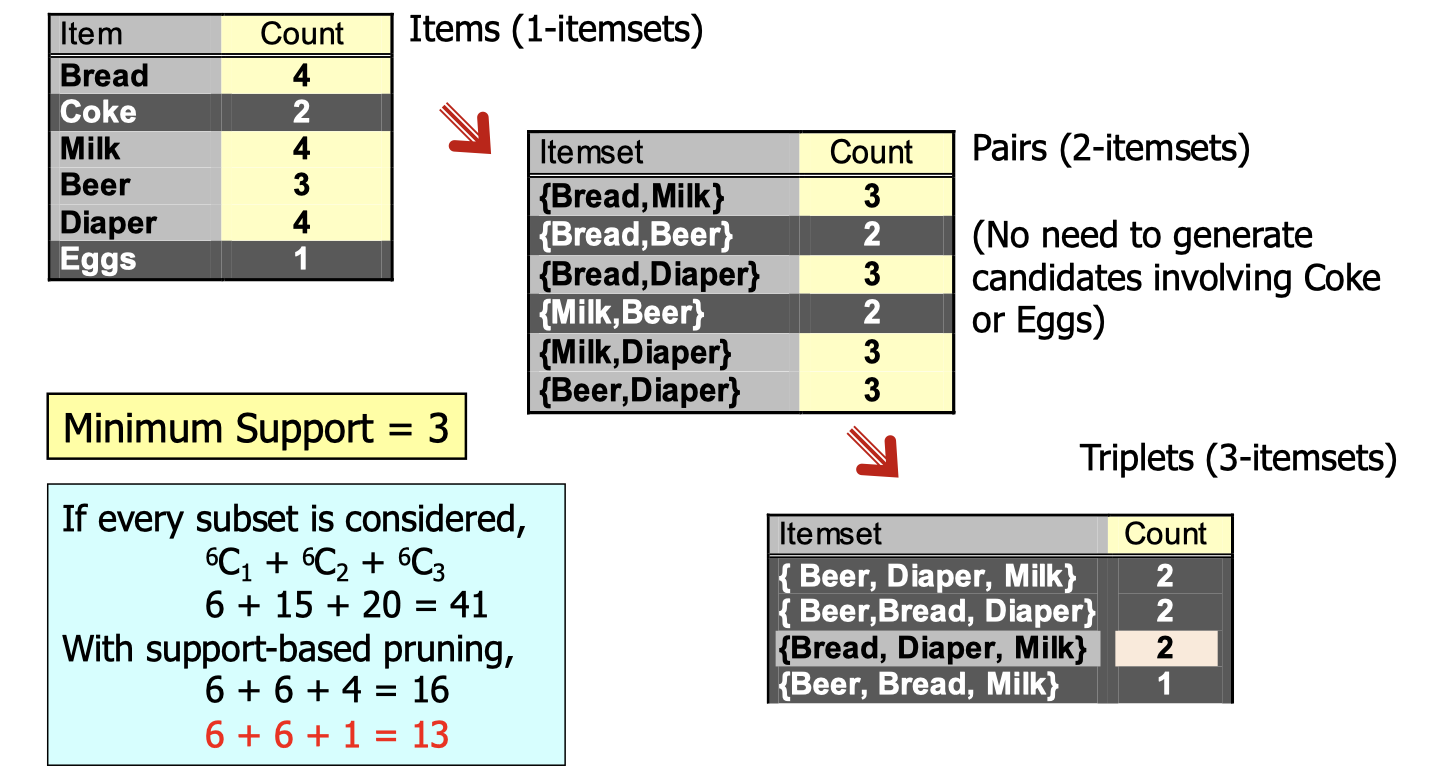 Item Count
Bread 4
Coke 2
Milk 4
Beer 3
Diaper 4
Eggs 1
Items (1-itemsets)
Itemset Count
{Bread,Milk} 3
{Bread,Beer} 2
{Bread,Diaper} 3
{Milk,Beer} 2
{Milk,Diaper} 3
{Beer,Diaper} 3
Pairs (2-itemsets)
(No need to generate
candidates involving Coke
or Eggs)
Minimum Support = 3
If every subset is considered,
⁶C₁ + ⁶C₂ + ⁶C₃
6 + 15 + 20 = 41
With support-based pruning,
6 + 6 + 4 = 16
6 + 6 + 1 = 13
Triplets (3-itemsets)
Itemset Count
{ Beer, Diaper, Milk} 2
{ Beer,Bread, Diaper} 2
{Bread, Diaper, Milk} 2
{Beer, Bread, Milk} 1